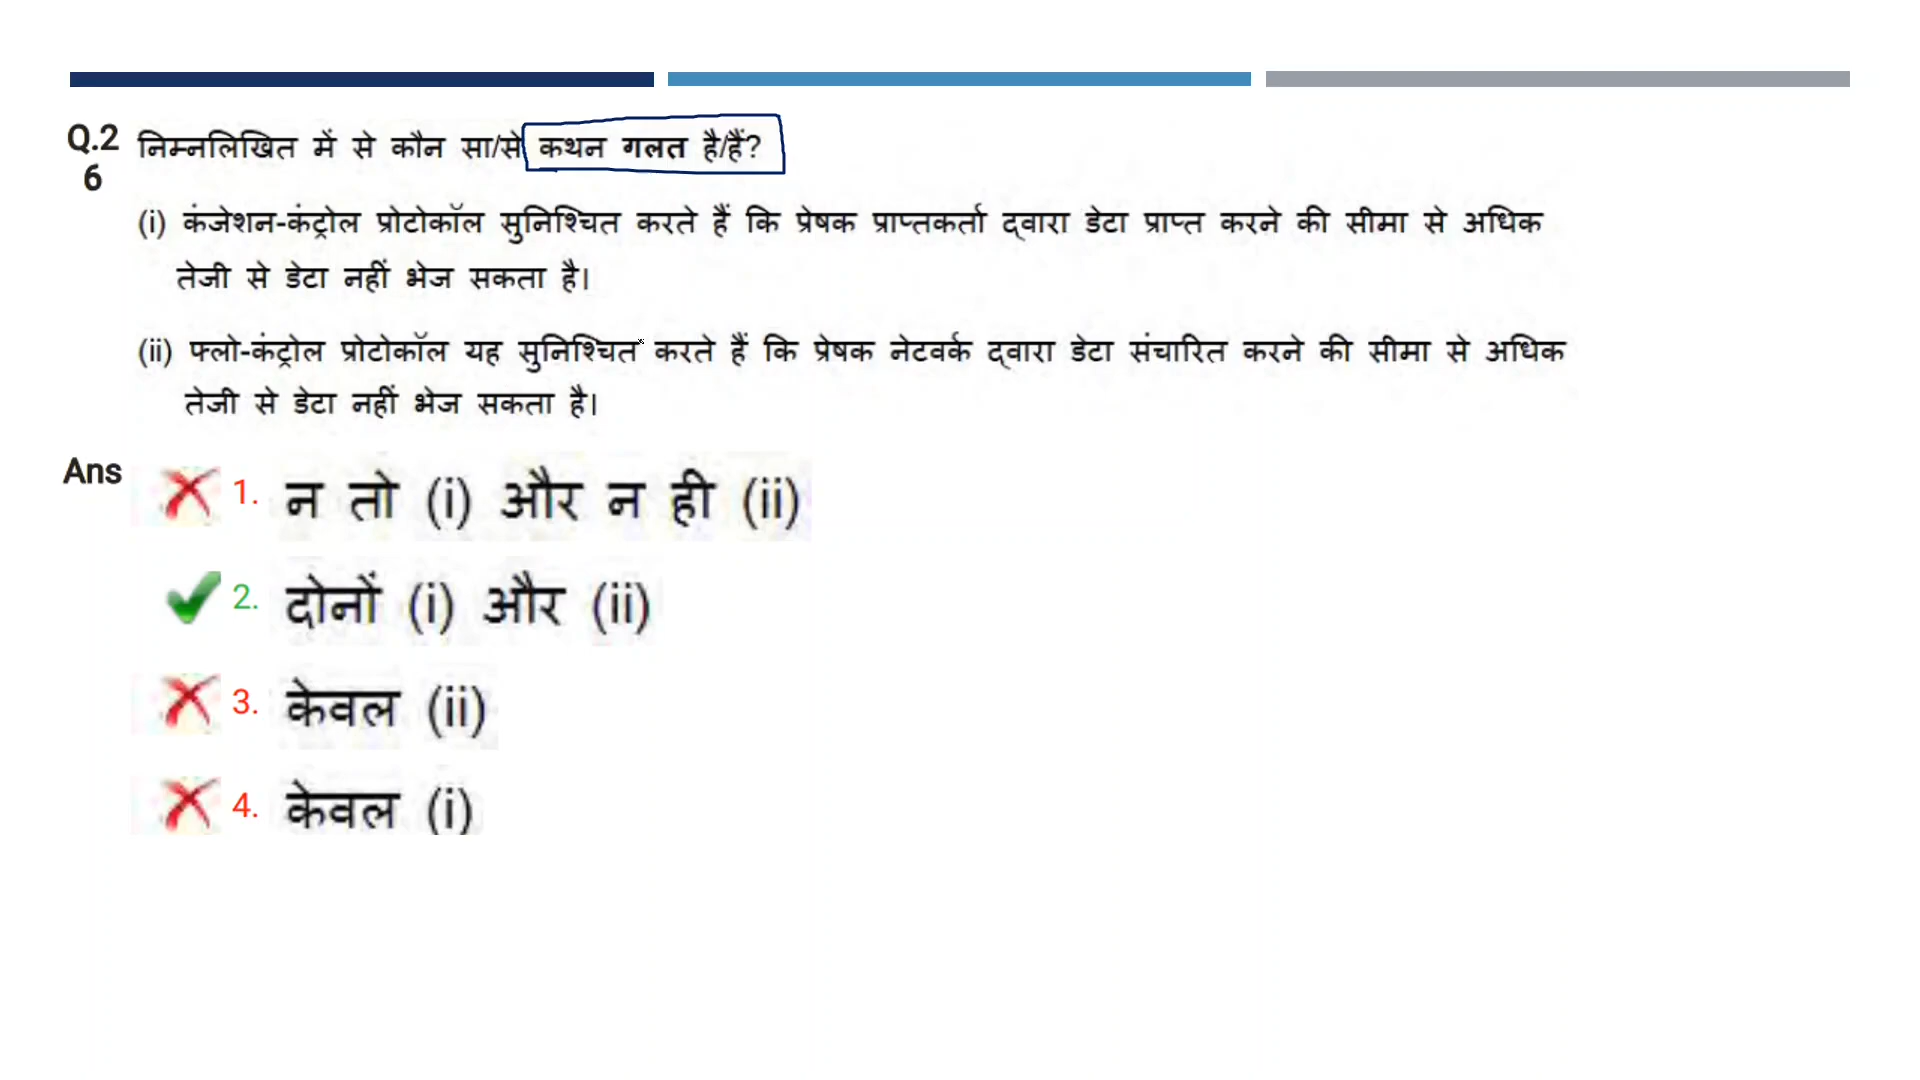 Q.2
6
निम्नलिखित में से कौन सा/से कथन गलत है/हैं?
(i) कंजेशन-कंट्रोल प्रोटोकॉल सुनिश्चित करते हैं कि प्रेषक प्राप्तकर्ता द्वारा डेटा प्राप्त करने की सीमा से अधिक
तेजी से डेटा नहीं भेज सकता है।
(ii) फ्लो-कंट्रोल प्रोटोकॉल यह सुनिश्चित करते हैं कि प्रेषक नेटवर्क द्वारा डेटा संचारित करने की सीमा से अधिक
तेजी से डेटा नहीं भेज सकता है।
Ans
1. न तो (i) और न ही (ii)
2. दोनों (i) और (ii)
3. केवल (ii)
4. केवल (i)